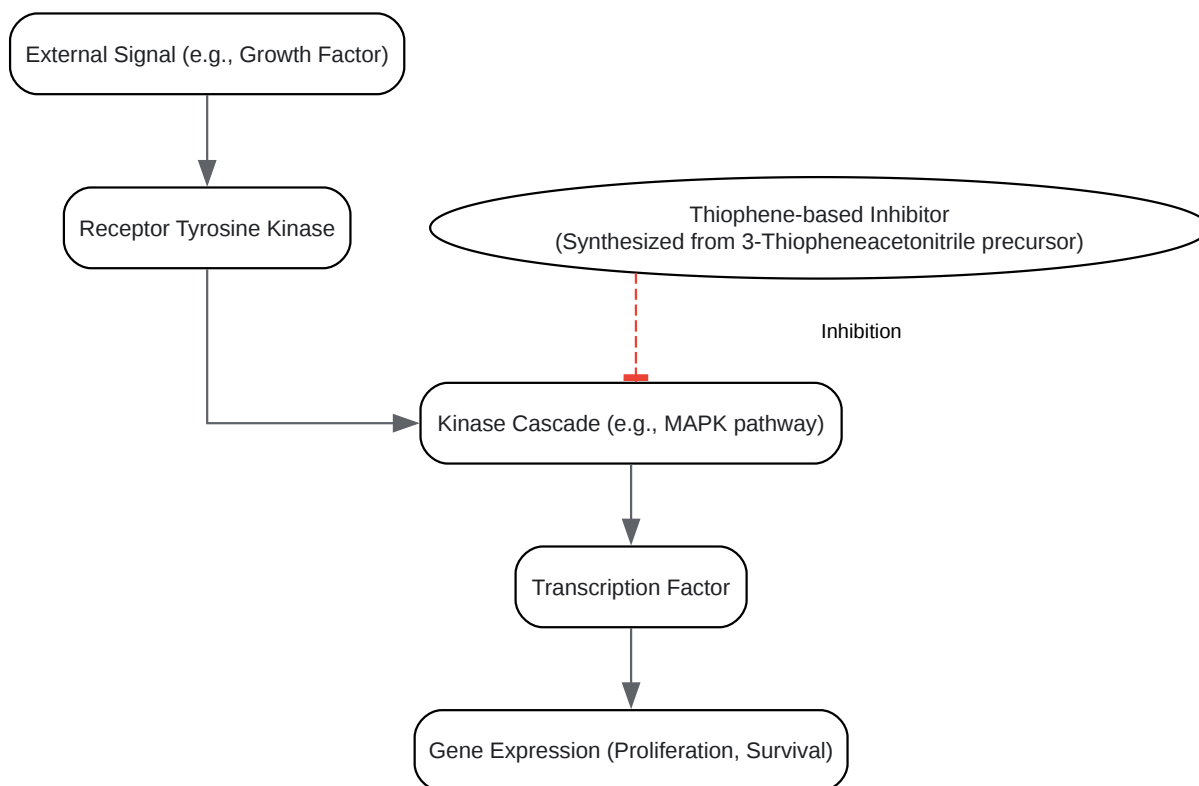 External Signal (e.g., Growth Factor)
Receptor Tyrosine Kinase
Thiophene-based Inhibitor
(Synthesized from 3-Thiopheneacetonitrile precursor)
Inhibition
Kinase Cascade (e.g., MAPK pathway)
Transcription Factor
Gene Expression (Proliferation, Survival)